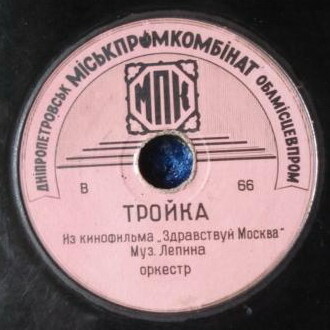 ДНІПРОПЕТРОВСЬК МІСЬКПРОМКОМБІНАТ ОБЛМІСЦЕВПРОМ
МПК
В 66
ТРОЙКА
Из кинофильма „Здравствуй Москва"
Муз. Лепина
оркестр